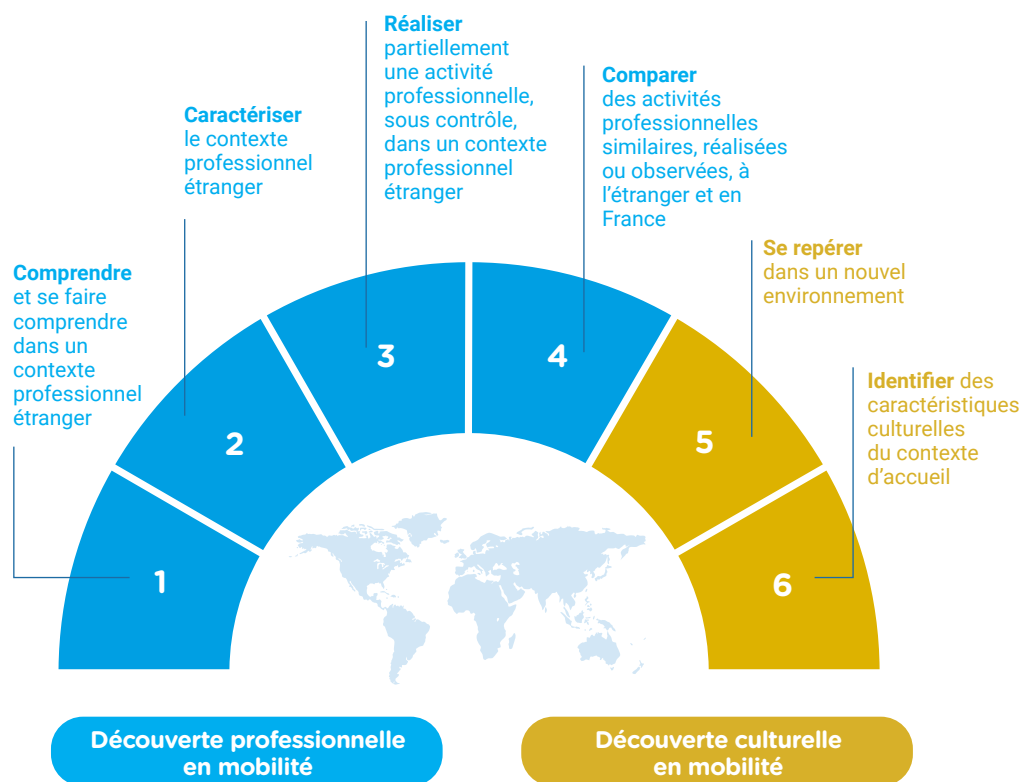 Comprendre
et se faire
comprendre
dans un
contexte
professionnel
étranger
1
Caractériser
le contexte
professionnel
étranger
2
Réaliser
partiellement
une activité
professionnelle,
sous contrôle,
dans un contexte
professionnel
étranger
3
Comparer
des activités
professionnelles
similaires, réalisées
ou observées, à
l’étranger et en
France
4
Se repérer
dans un nouvel
environnement
5
Identifier des
caractéristiques
culturelles
du contexte
d’accueil
6
Découverte professionnelle
en mobilité
Découverte culturelle
en mobilité